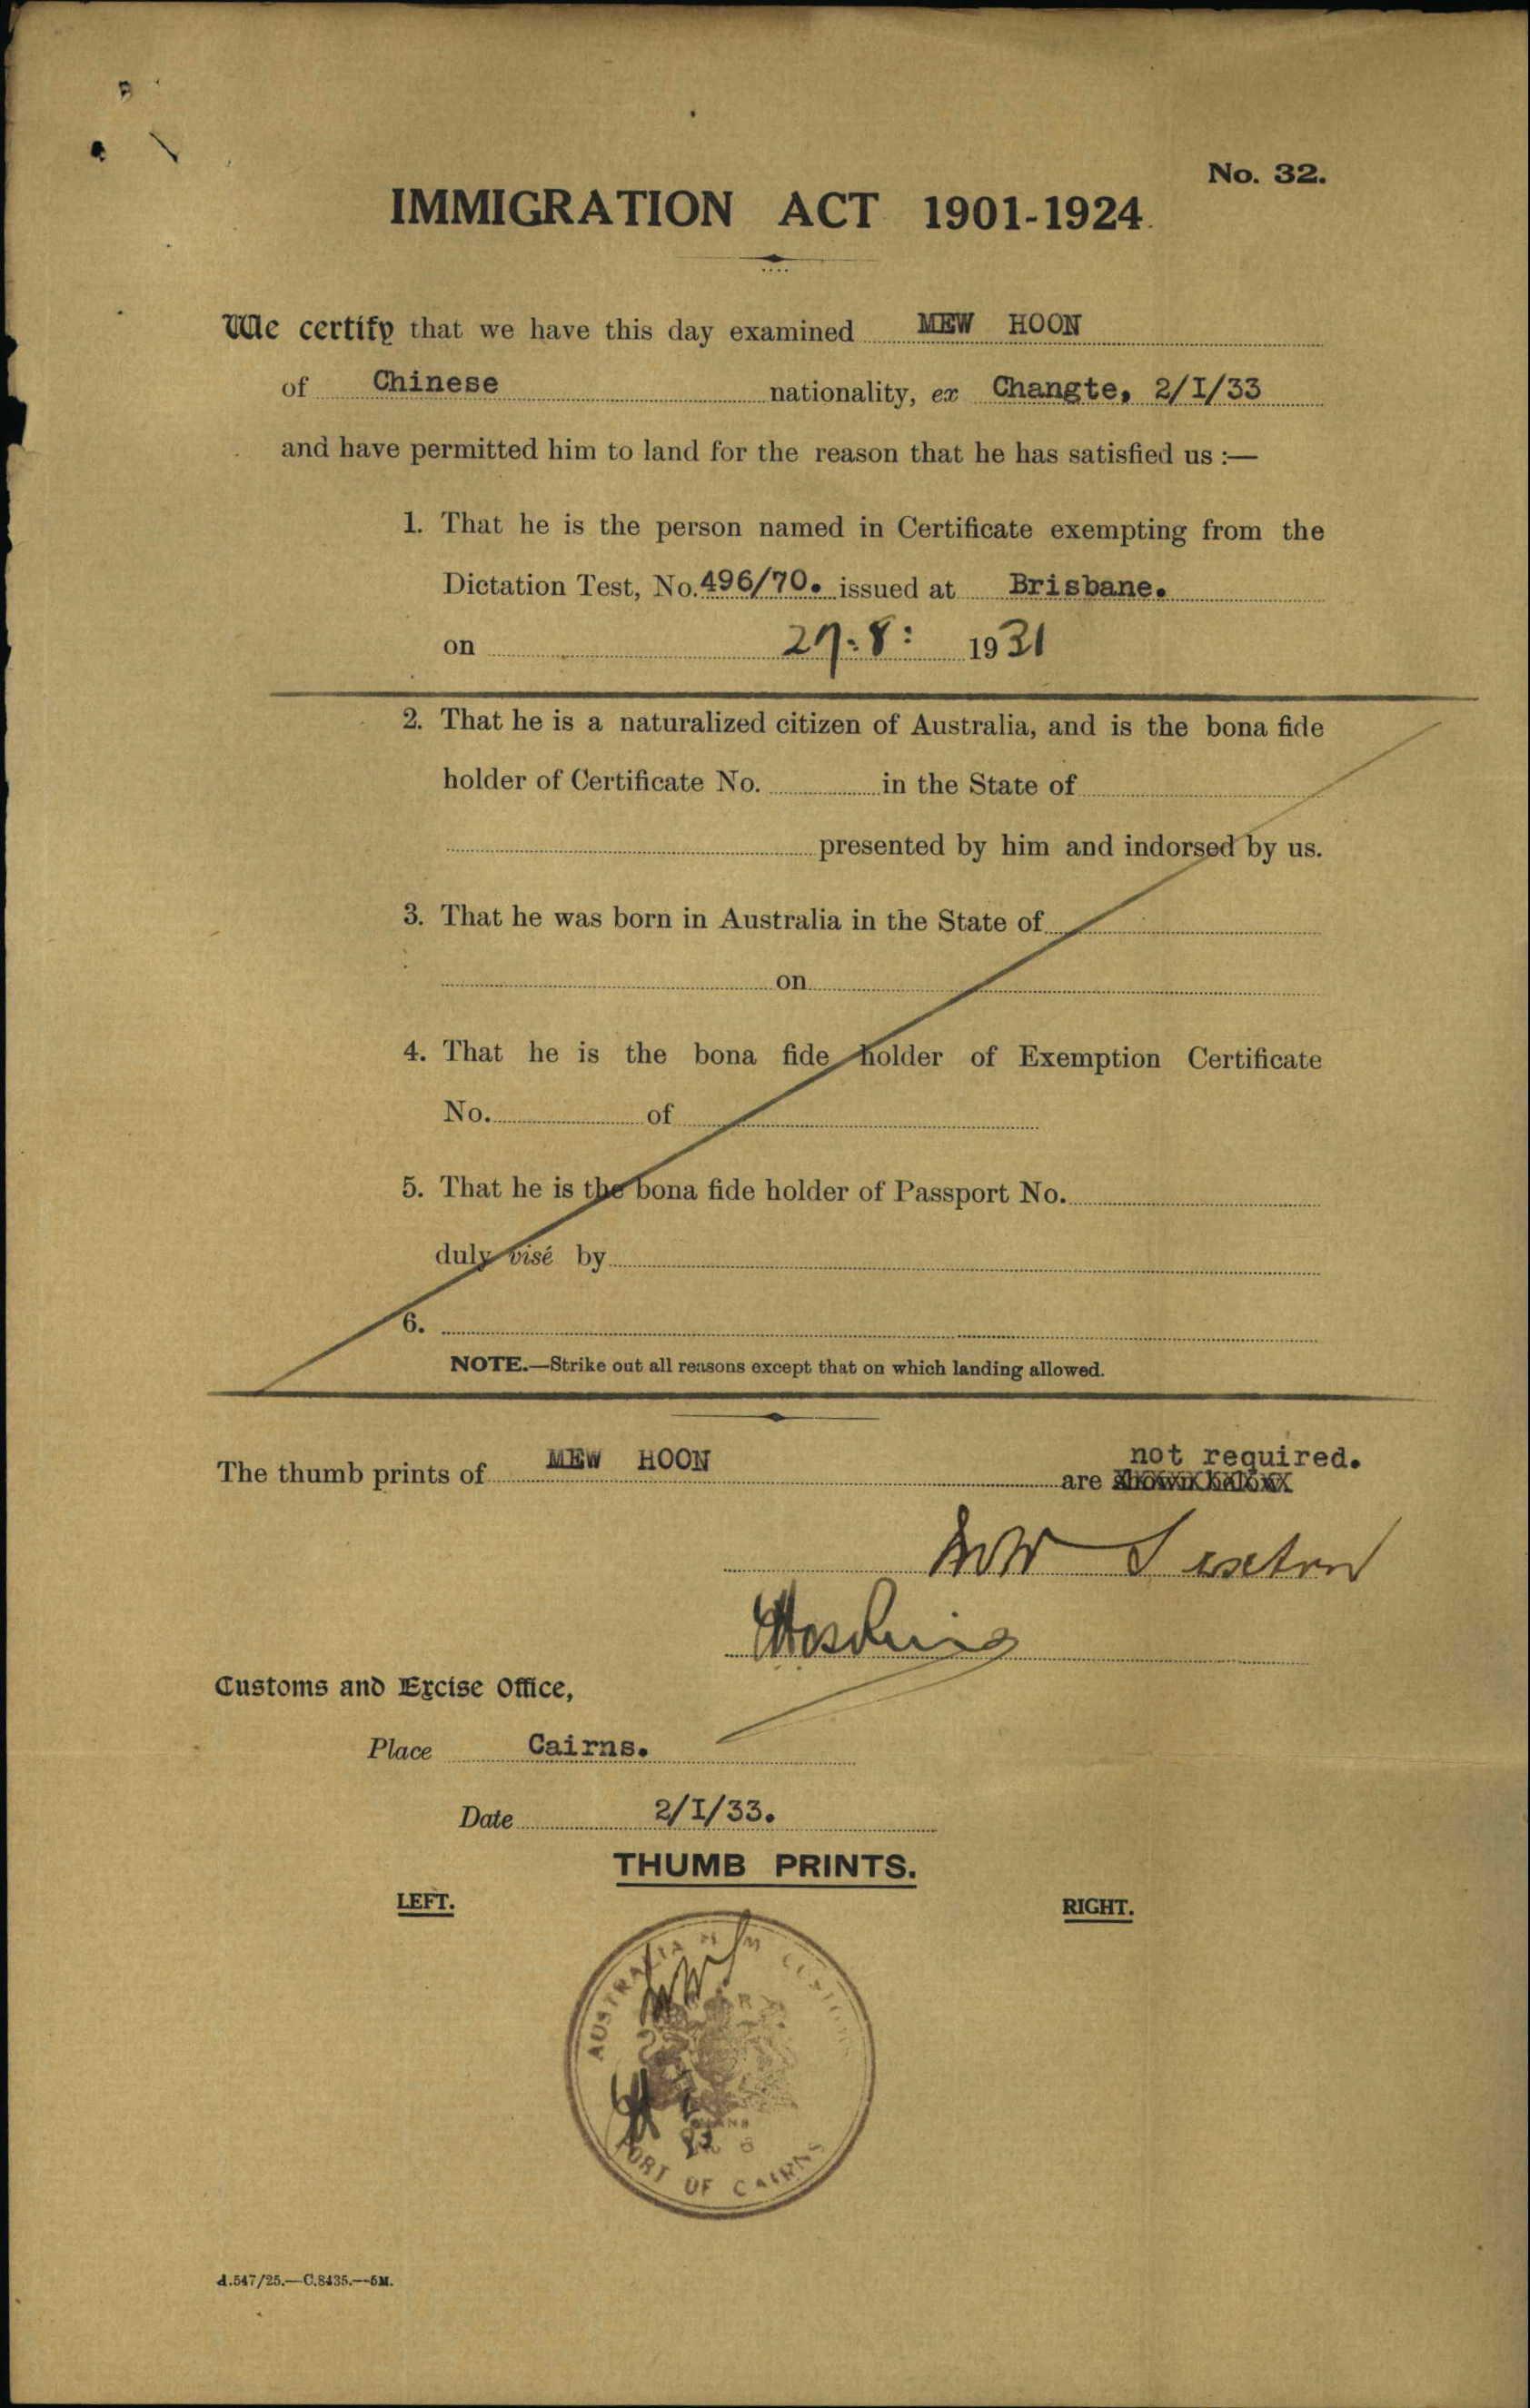 No. 32.
IMMIGRATION ACT 1901-1924.
We certify that we have this day examined MEW HOON
of Chinese nationality, ex Changte, 2/I/33
and have permitted him to land for the reason that he has satisfied us :—
1. That he is the person named in Certificate exempting from the
Dictation Test, No. 496/70. issued at Brisbane.
on 27.8: 1931
2. That he is a naturalized citizen of Australia, and is the bona fide
holder of Certificate No. in the State of
presented by him and indorsed by us.
3. That he was born in Australia in the State of
on
4. That he is the bona fide holder of Exemption Certificate
No. of
5. That he is the bona fide holder of Passport No.
duly visé by
6.
NOTE.—Strike out all reasons except that on which landing allowed.
not required.
The thumb prints of MEW HOON are shown below
Customs and Excise Office,
Place Cairns.
Date 2/I/33.
THUMB PRINTS.
LEFT. RIGHT.
AUSTRALIA H M CUSTOMS
PORT OF CAIRNS
A.547/25.—C.8435.—5M.